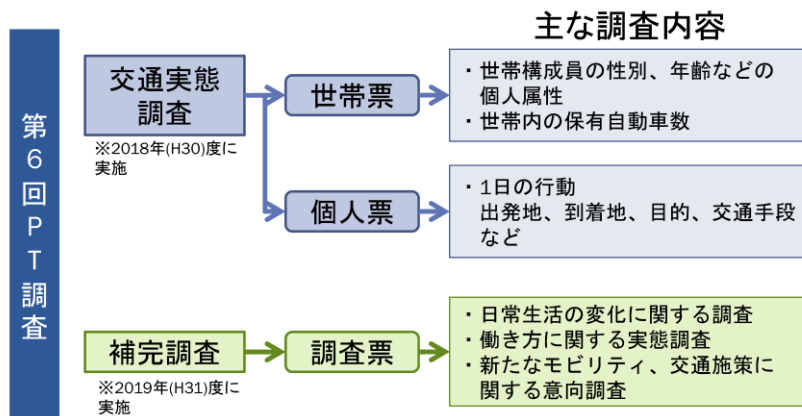 主な調査内容
第6回PT調査
交通実態
調査
※2018年(H30)度に
実施
世帯票
・世帯構成員の性別、年齢などの
個人属性
・世帯内の保有自動車数
個人票
・1日の行動
出発地、到着地、目的、交通手段
など
補完調査
※2019年(H31)度に
実施
調査票
・日常生活の変化に関する調査
・働き方に関する実態調査
・新たなモビリティ、交通施策に
関する意向調査